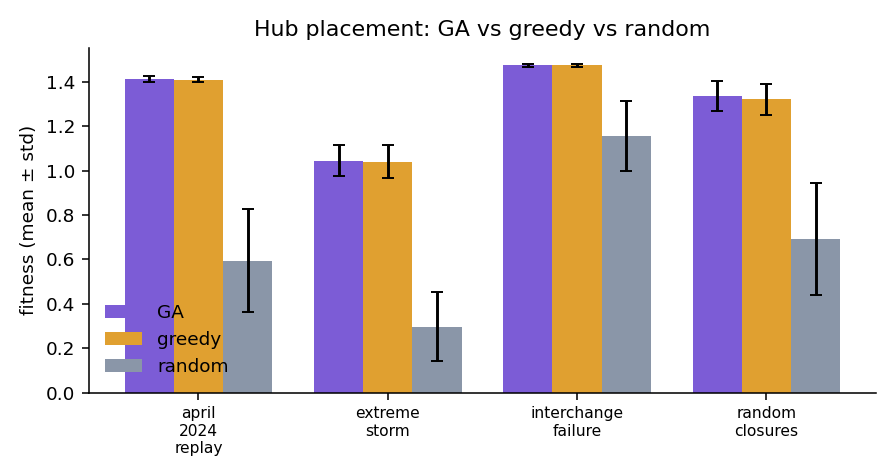 Hub placement: GA vs greedy vs random
fitness (mean ± std)
1.4
1.2
1.0
0.8
0.6
0.4
0.2
0.0
GA
greedy
random
april
2024
replay
extreme
storm
interchange
failure
random
closures